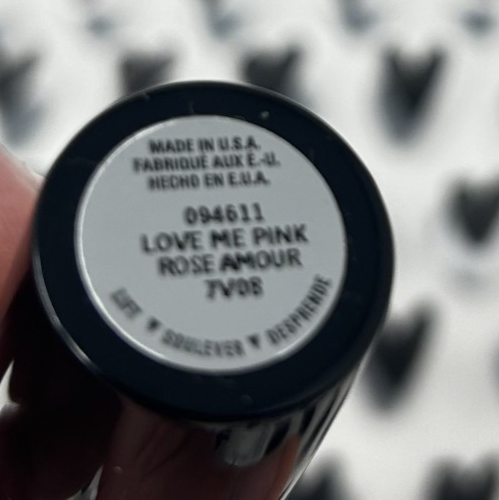 MADE IN U.S.A.
FABRIQUÉ AUX É.-U.
HECHO EN E.U.A.
094611
LOVE ME PINK
ROSE AMOUR
7V08
LIFT ▼ SOULEVER ▼ DESPRENDE